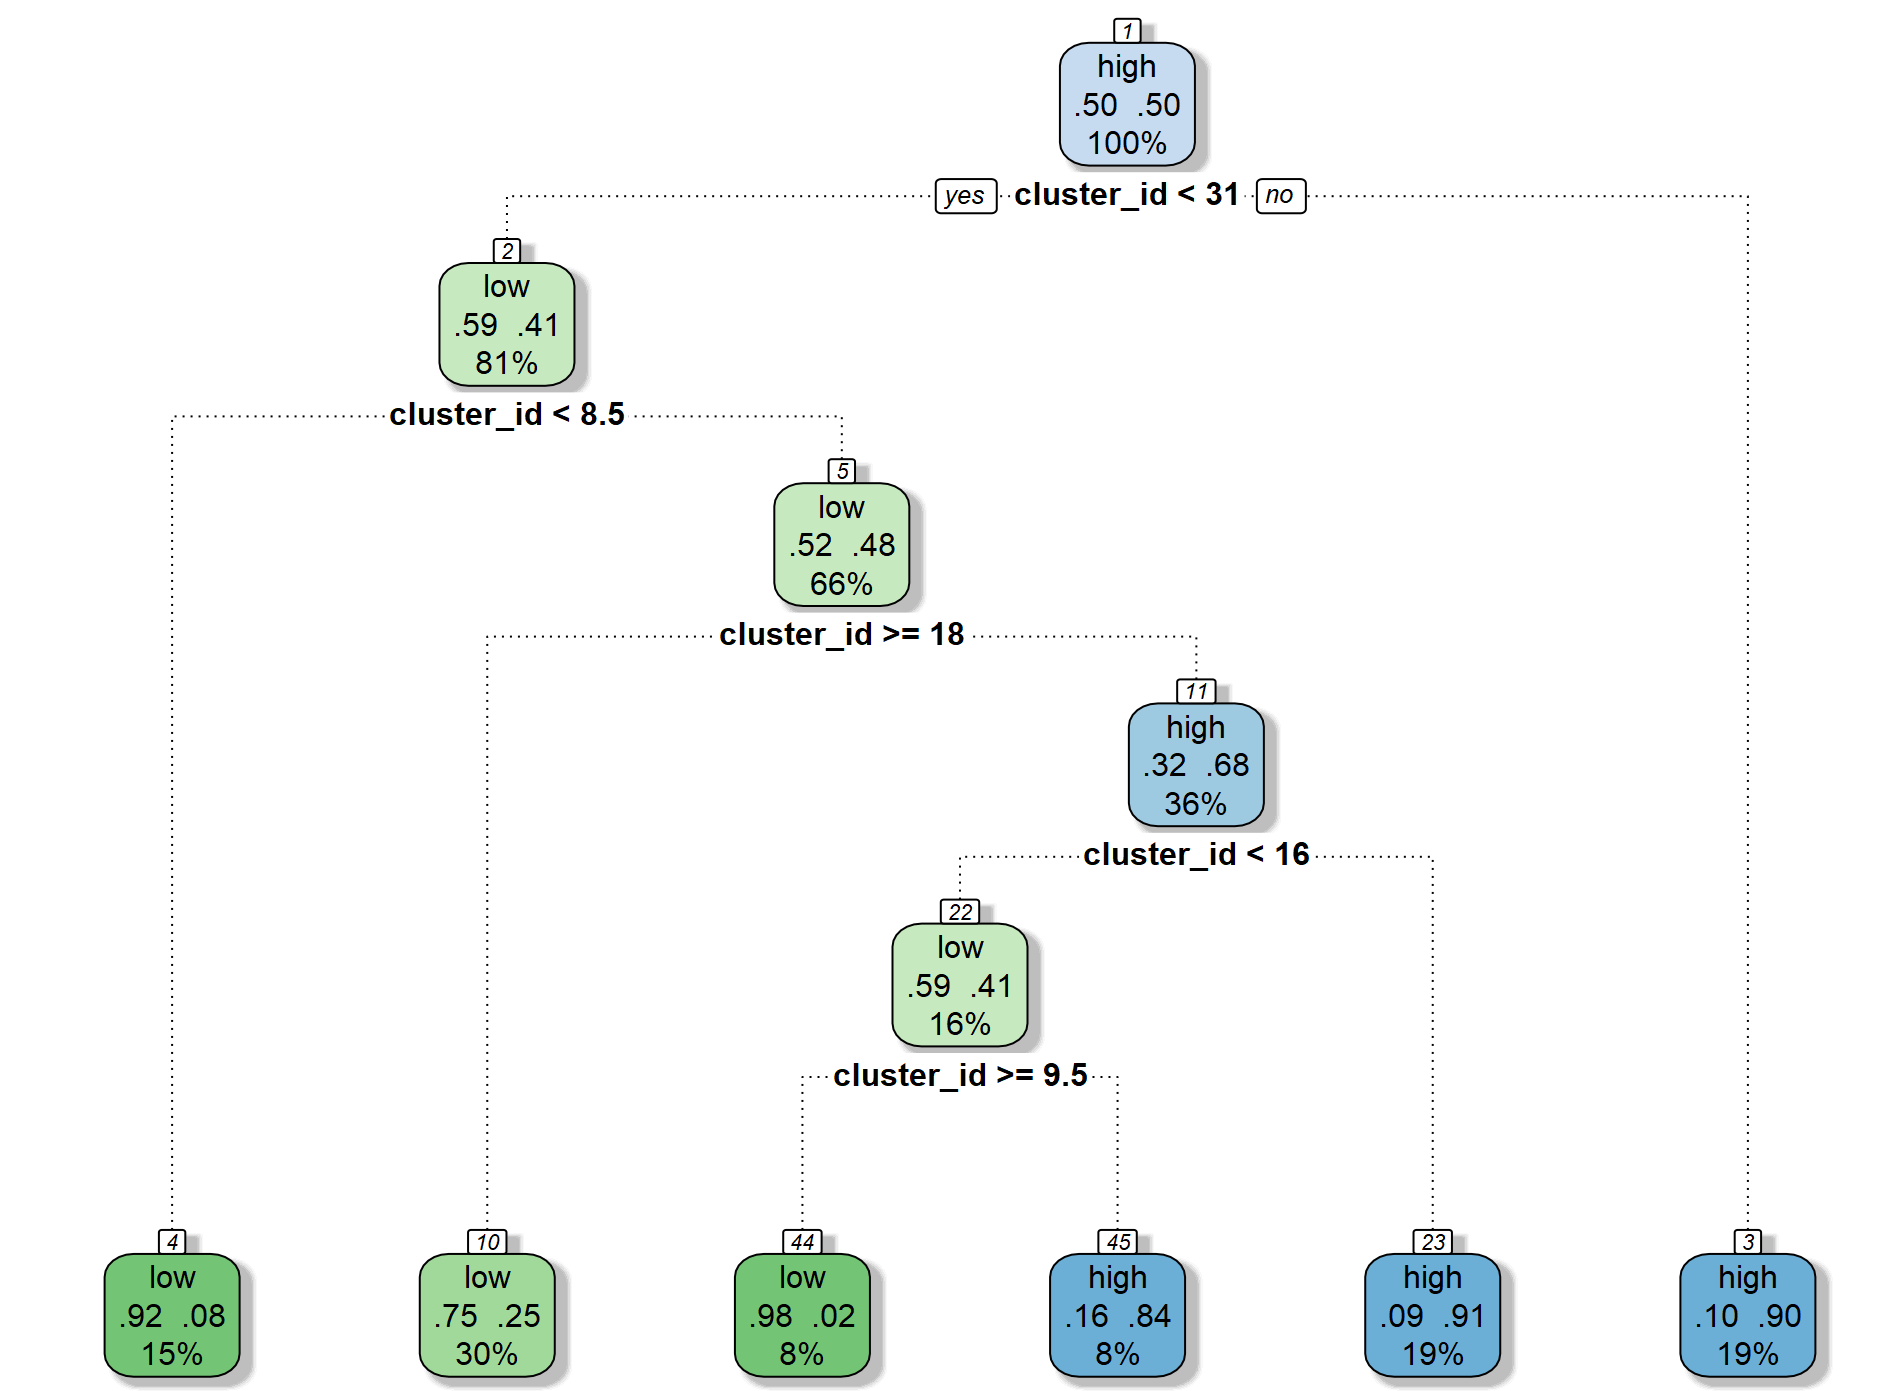 1
high
.50 .50
100%
yes cluster_id < 31 no
2
low
.59 .41
81%
cluster_id < 8.5
5
low
.52 .48
66%
cluster_id >= 18
11
high
.32 .68
36%
cluster_id < 16
22
low
.59 .41
16%
cluster_id >= 9.5
4
low
.92 .08
15%
10
low
.75 .25
30%
44
low
.98 .02
8%
45
high
.16 .84
8%
23
high
.09 .91
19%
3
high
.10 .90
19%